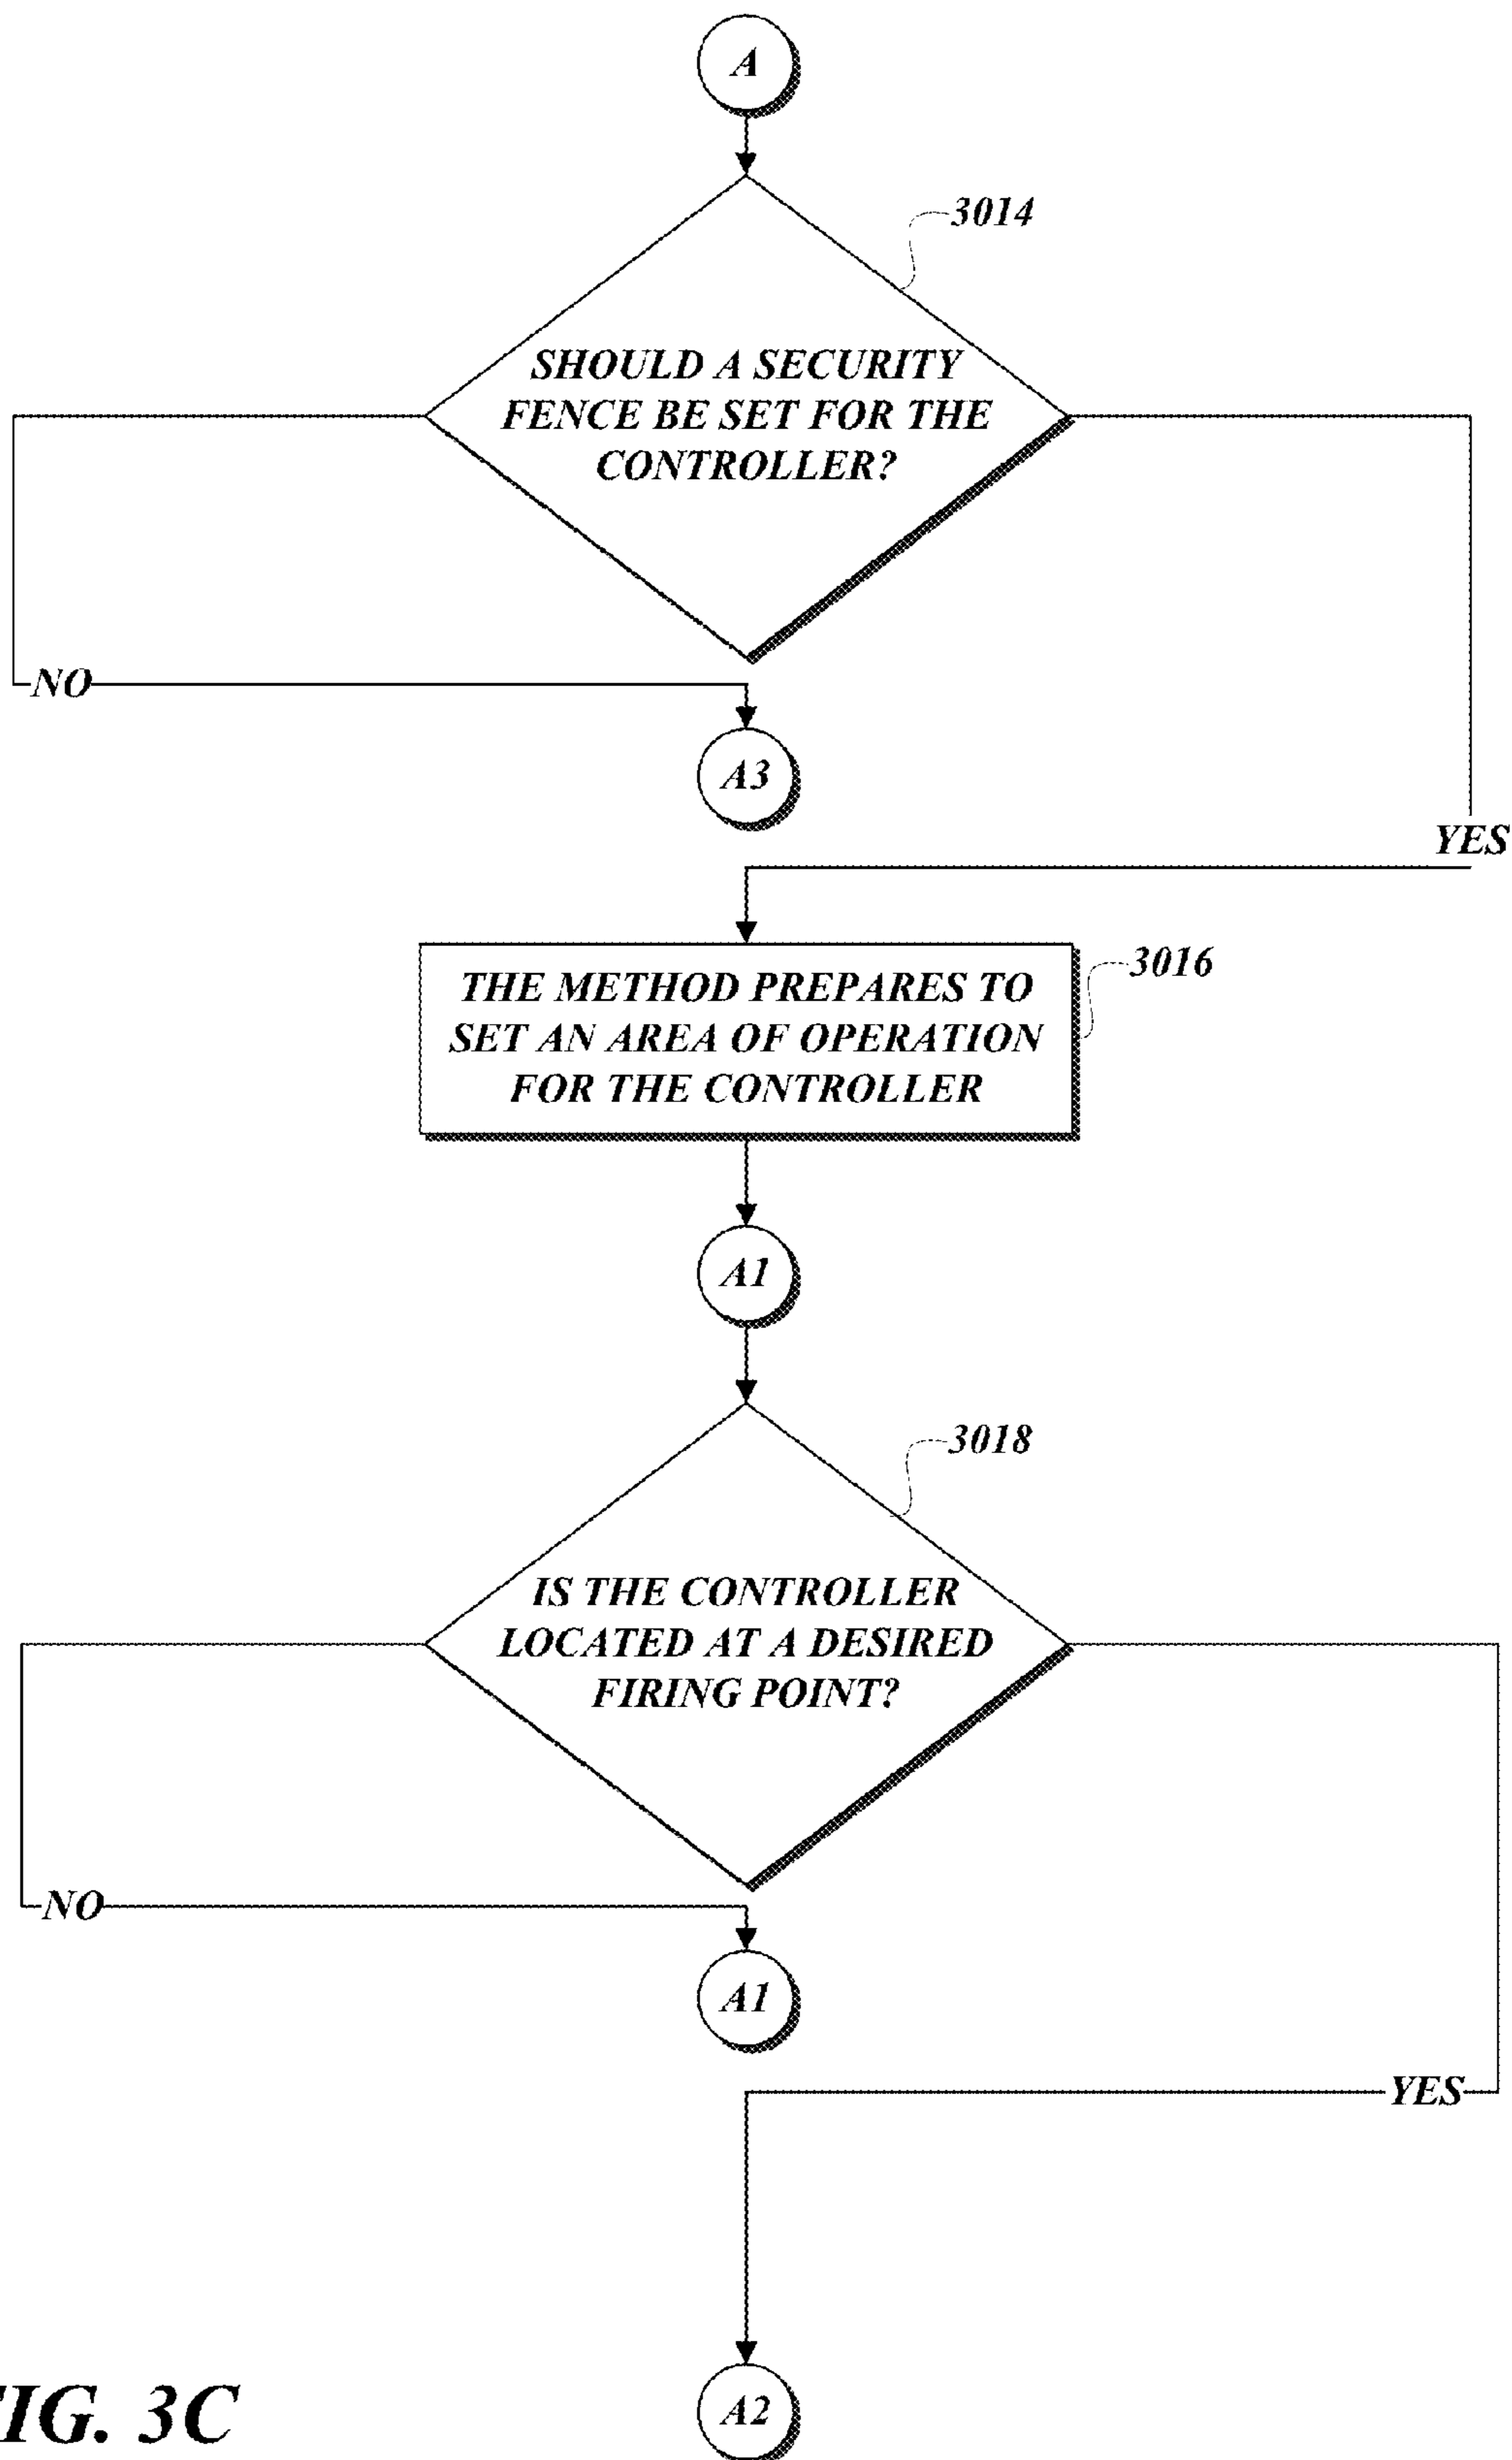 A
3014
SHOULD A SECURITY
FENCE BE SET FOR THE
CONTROLLER?
NO
A3
YES
3016
THE METHOD PREPARES TO
SET AN AREA OF OPERATION
FOR THE CONTROLLER
A1
3018
IS THE CONTROLLER
LOCATED AT A DESIRED
FIRING POINT?
NO
A1
YES
A2
FIG. 3C